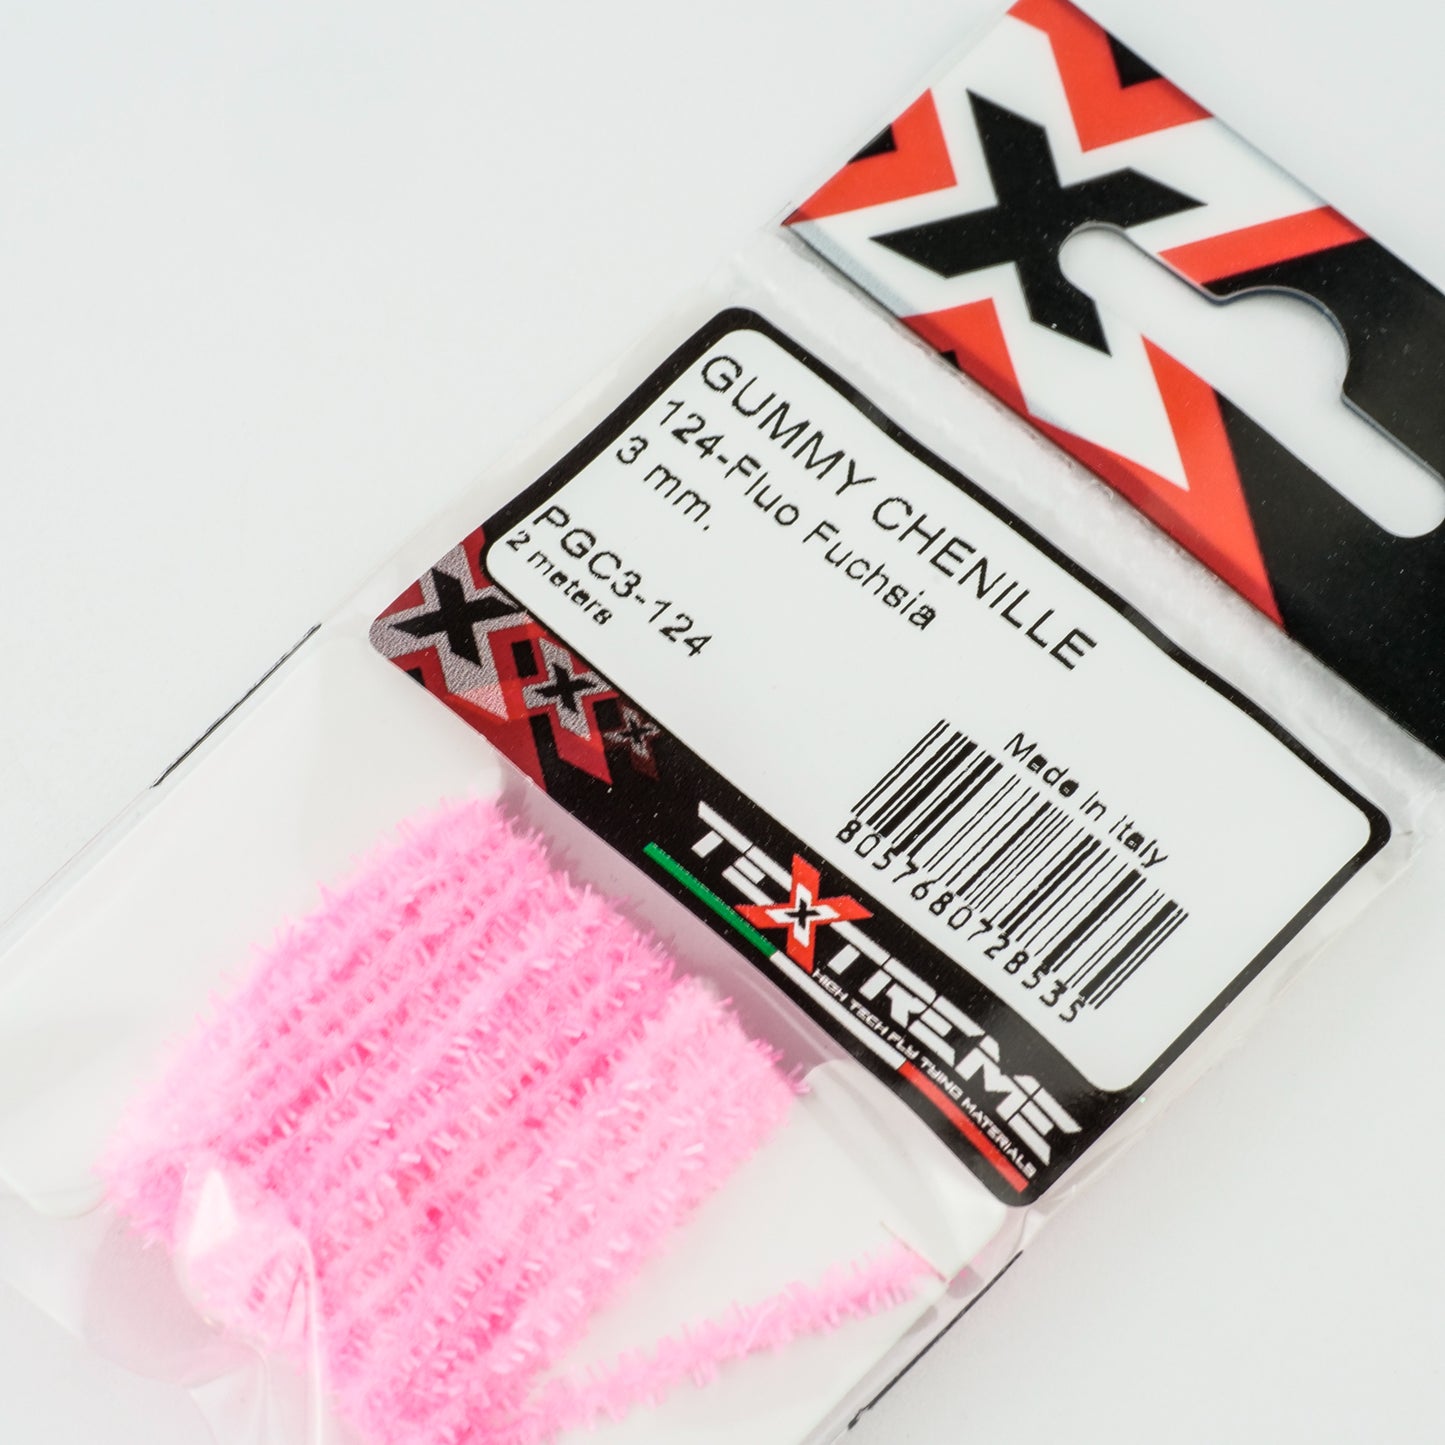 GUMMY CHENILLE
124-Fluo Fuchsia
3 mm.
PGC3-124
2 meters
Made in Italy
8057680728535
TEXTREME
HIGH TECH FLY TYING MATERIALS